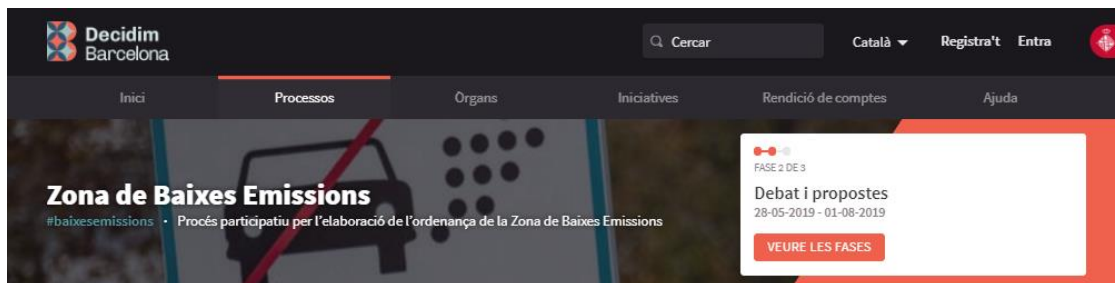 Decidim
Barcelona
Cercar
Català
Registra't
Entra
Inici
Processos
Òrgans
Iniciatives
Rendició de comptes
Ajuda
Zona de Baixes Emissions
#baixesemissions · Procés participatiu per l'elaboració de l'ordenança de la Zona de Baixes Emissions
FASE 2 DE 3
Debat i propostes
28-05-2019 - 01-08-2019
VEURE LES FASES